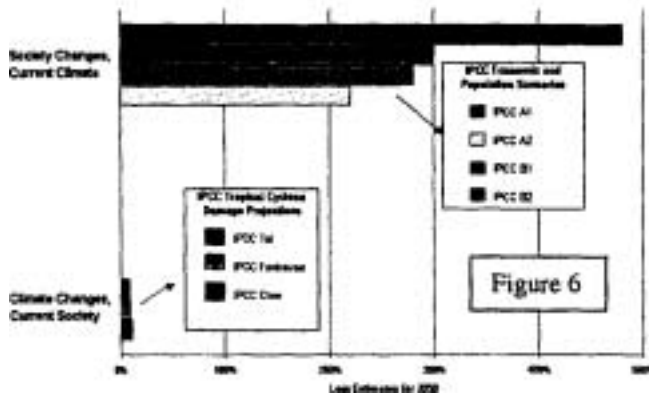 Society Changes,
Current Climate
IPCC Economic and
Population Scenarios
IPCC A1
IPCC A2
IPCC B1
IPCC B2
IPCC Tropical Cyclone
Damage Projections
IPCC Tol
IPCC Fankhauser
IPCC Cline
Figure 6
Climate Changes,
Current Society
0% 100% 200% 300% 400% 500%
Loss Estimates for 2050